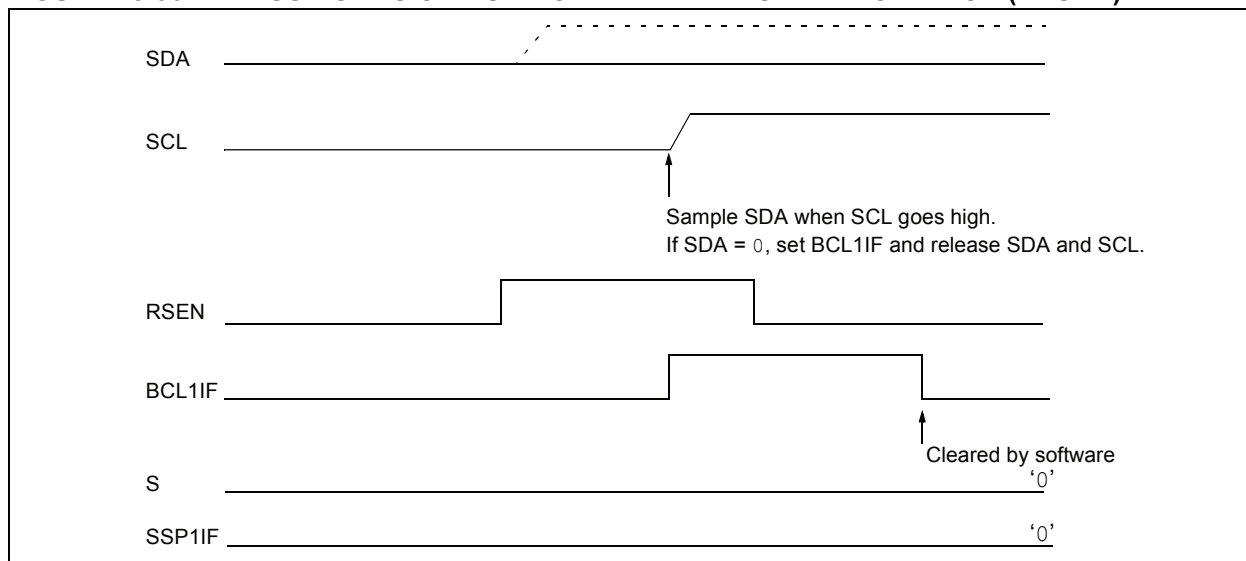 SDA
SCL
Sample SDA when SCL goes high.
If SDA = 0, set BCL1IF and release SDA and SCL.
RSEN
BCL1IF
Cleared by software
S
‘0’
SSP1IF
‘0’